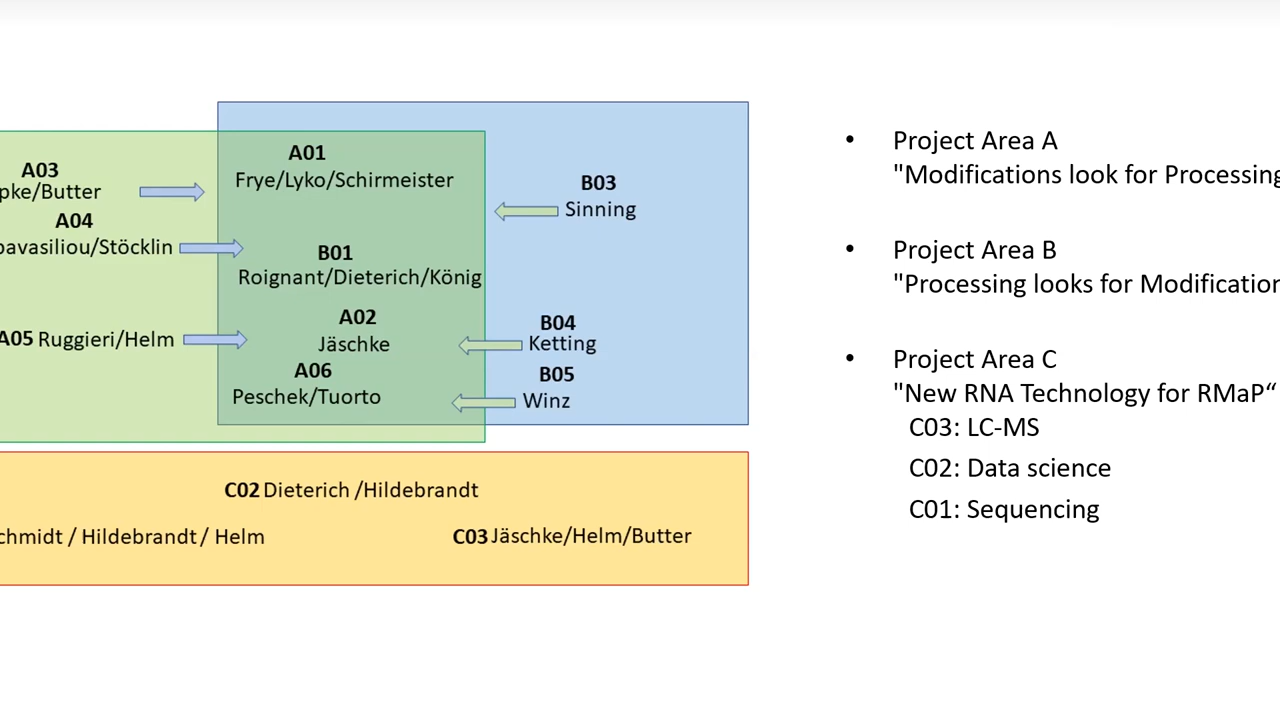 A03
pke/Butter
A04
avasiliou/Stöcklin
A05 Ruggieri/Helm
A01
Frye/Lyko/Schirmeister
B01
Roignant/Dieterich/König
A02
Jäschke
A06
Peschek/Tuorto
B03
Sinning
B04
Ketting
B05
Winz
C02 Dieterich /Hildebrandt
chmidt / Hildebrandt / Helm
C03 Jäschke/Helm/Butter
• Project Area A
"Modifications look for Processing
• Project Area B
"Processing looks for Modification
• Project Area C
"New RNA Technology for RMaP“
C03: LC-MS
C02: Data science
C01: Sequencing